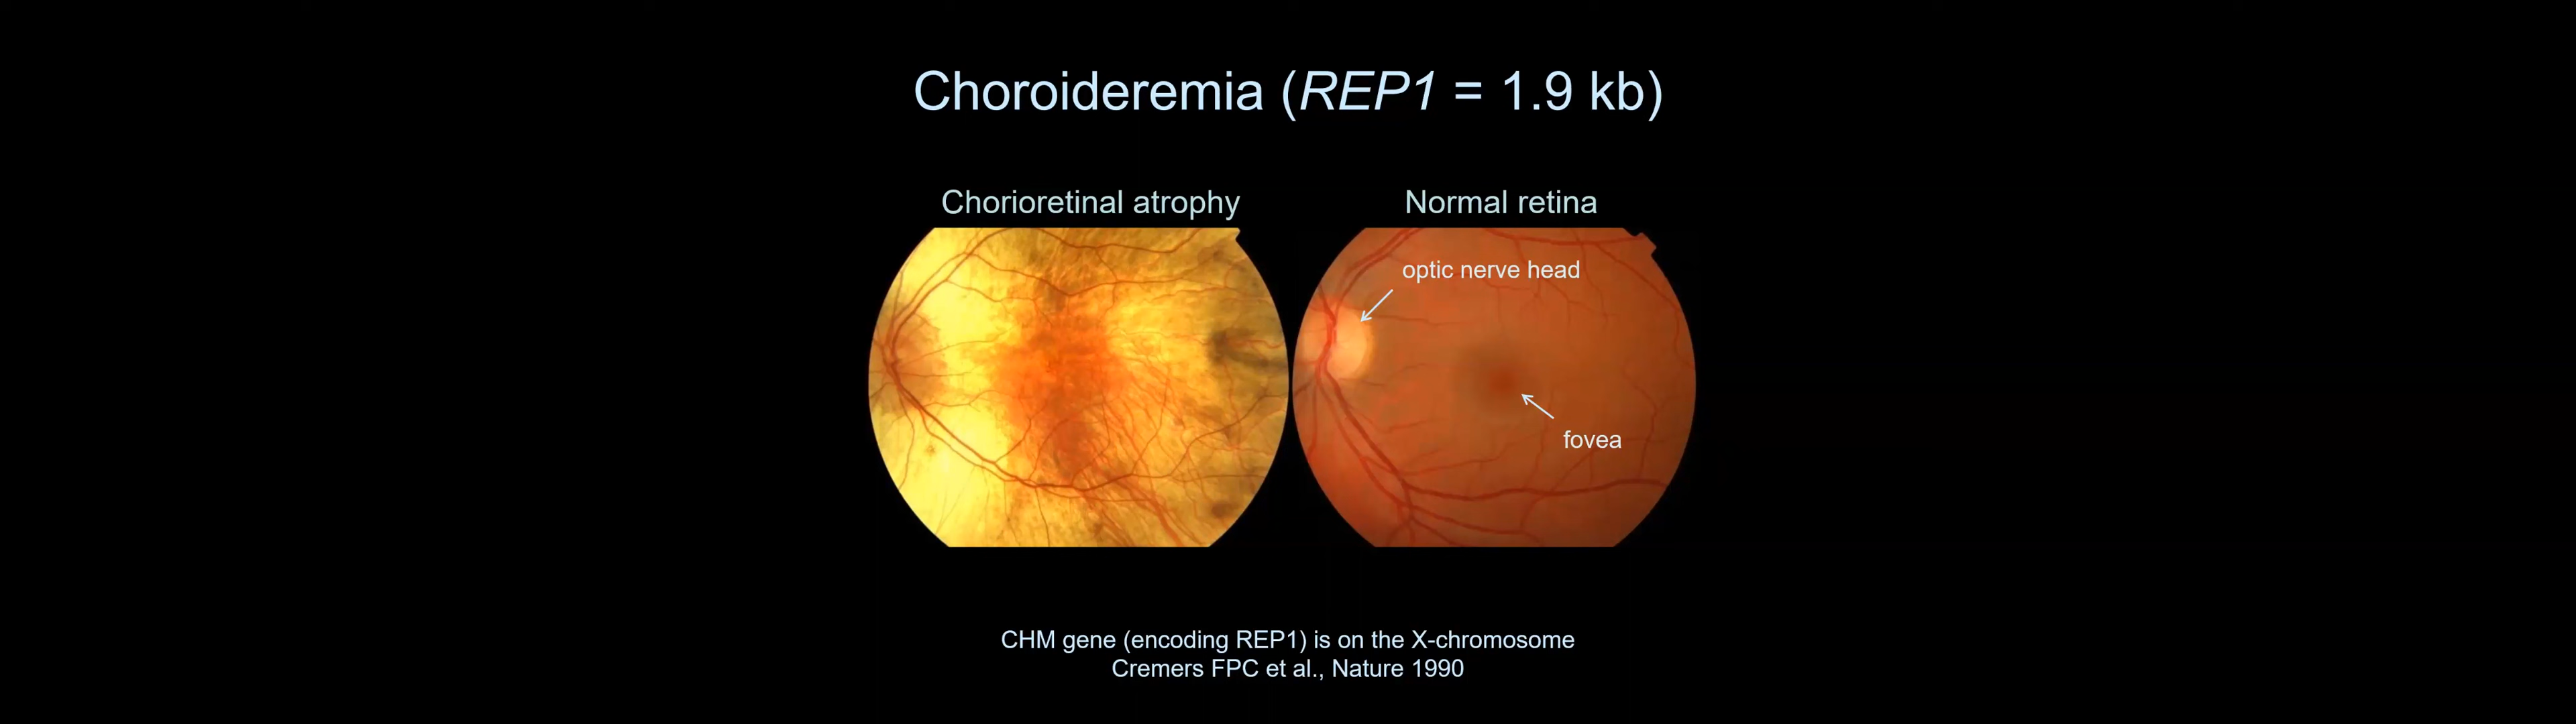 Choroideremia (REP1 = 1.9 kb)
Chorioretinal atrophy
Normal retina
optic nerve head
fovea
CHM gene (encoding REP1) is on the X-chromosome
Cremers FPC et al., Nature 1990